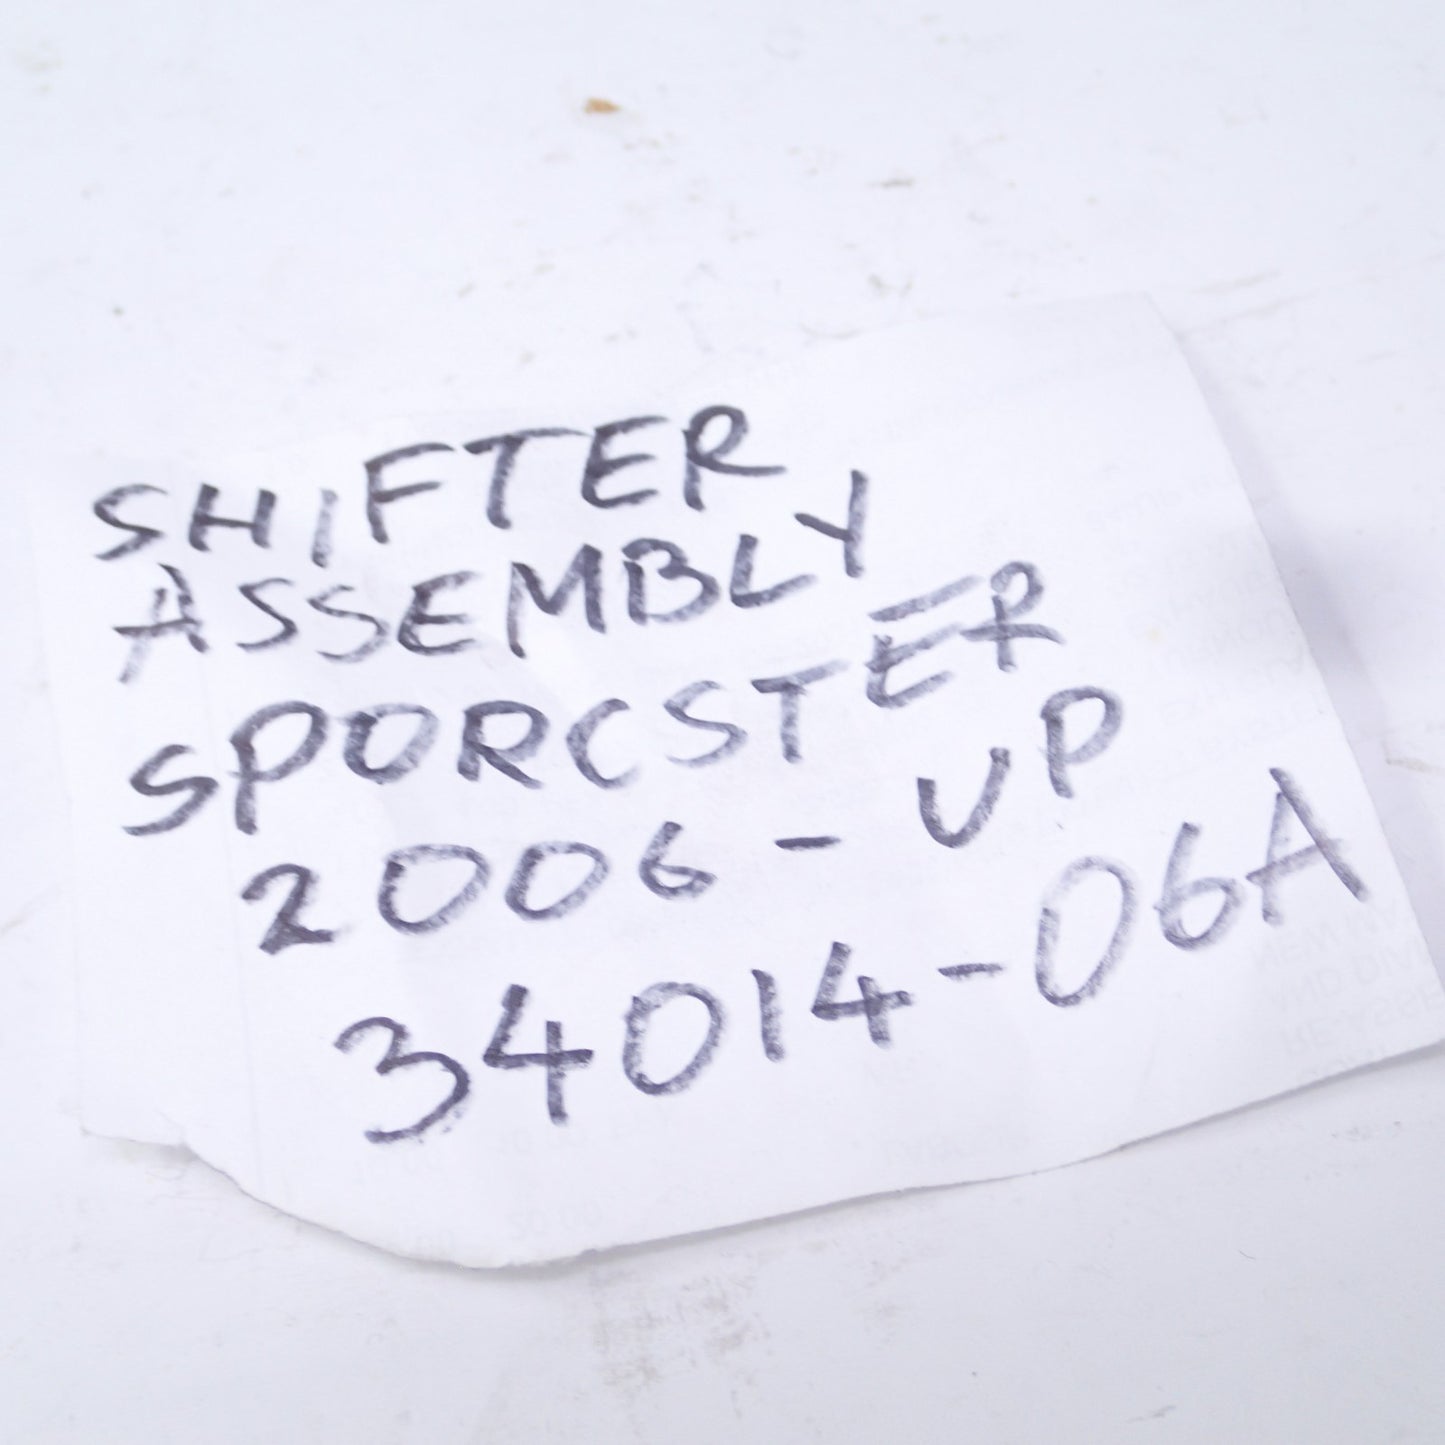 SHIFTER
ASSEMBLY
SPORCSTER
2006 - UP
34014-06A